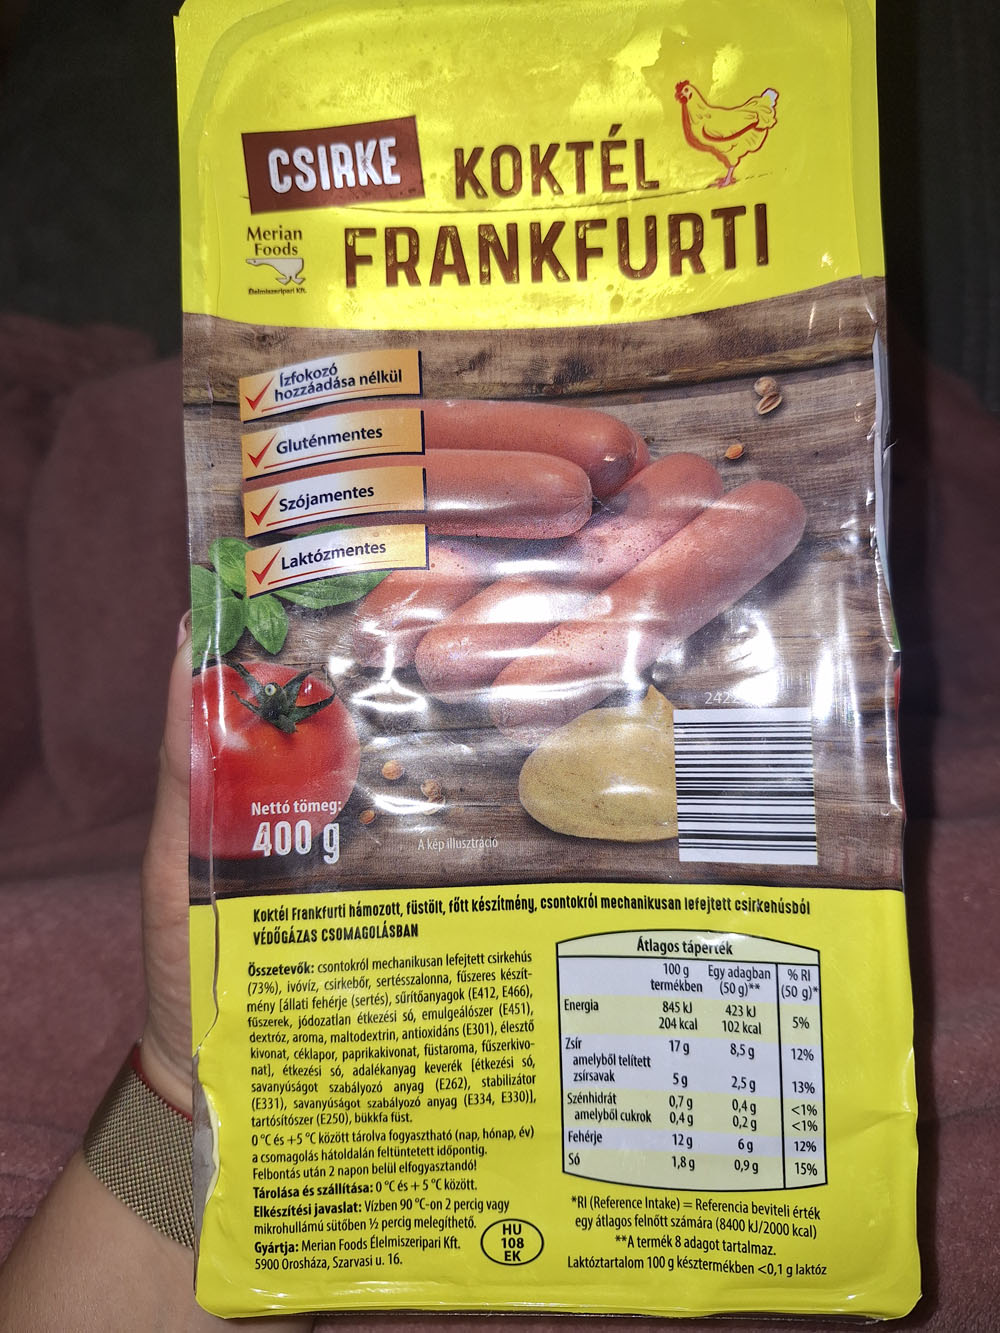 CSIRKE
KOKTÉL
FRANKFURTI
Merian
Foods
Élelmiszeripari Kft.
Ízfokozó
hozzáadása nélkül
Gluténmentes
Szójamentes
Laktózmentes
242
Nettó tömeg:
400 g
A kép illusztráció
Koktél Frankfurti hámozott, füstölt, főtt készítmény, csontokról mechanikusan lefejtett csirkehúsból
VÉDŐGÁZAS CSOMAGOLÁSBAN
Összetevők: csontokról mechanikusan lefejtett csirkehús
(73%), ivóvíz, csirkebőr, sertésszalonna, fűszeres készít-
mény [állati fehérje (sertés), sűrítőanyagok (E412, E466),
fűszerek, jódozatlan étkezési só, emulgeálószer (E451),
dextróz, aroma, maltodextrin, antioxidáns (E301), élesztő
kivonat, céklapor, paprikakivonat, füstaroma, fűszerkivo-
nat], étkezési só, adalékanyag keverék [étkezési só,
savanyúságot szabályozó anyag (E262), stabilizátor
(E331), savanyúságot szabályozó anyag (E334, E330)],
tartósítószer (E250), bükkfa füst.
0 °C és +5 °C között tárolva fogyasztható (nap, hónap, év)
a csomagolás hátoldalán feltüntetett időpontig.
Felbontás után 2 napon belül elfogyasztandó!
Tárolása és szállítása: 0 °C és + 5 °C között.
Elkészítési javaslat: Vízben 90 °C-on 2 percig vagy
mikrohullámú sütőben ½ percig melegíthető.
Gyártja: Merian Foods Élelmiszeripari Kft.
5900 Orosháza, Szarvasi u. 16.
HU
108
EK
Átlagos tápérték
100 g termékben Egy adagban (50 g)** % RI (50 g)*
Energia 845 kJ 423 kJ
204 kcal 102 kcal 5%
Zsír 17 g 8,5 g 12%
amelyből telített
zsírsavak 5 g 2,5 g 13%
Szénhidrát 0,7 g 0,4 g <1%
amelyből cukrok 0,4 g 0,2 g <1%
Fehérje 12 g 6 g 12%
Só 1,8 g 0,9 g 15%
*RI (Reference Intake) = Referencia beviteli érték
egy átlagos felnőtt számára (8400 kJ/2000 kcal)
**A termék 8 adagot tartalmaz.
Laktóztartalom 100 g késztermékben <0,1 g laktóz